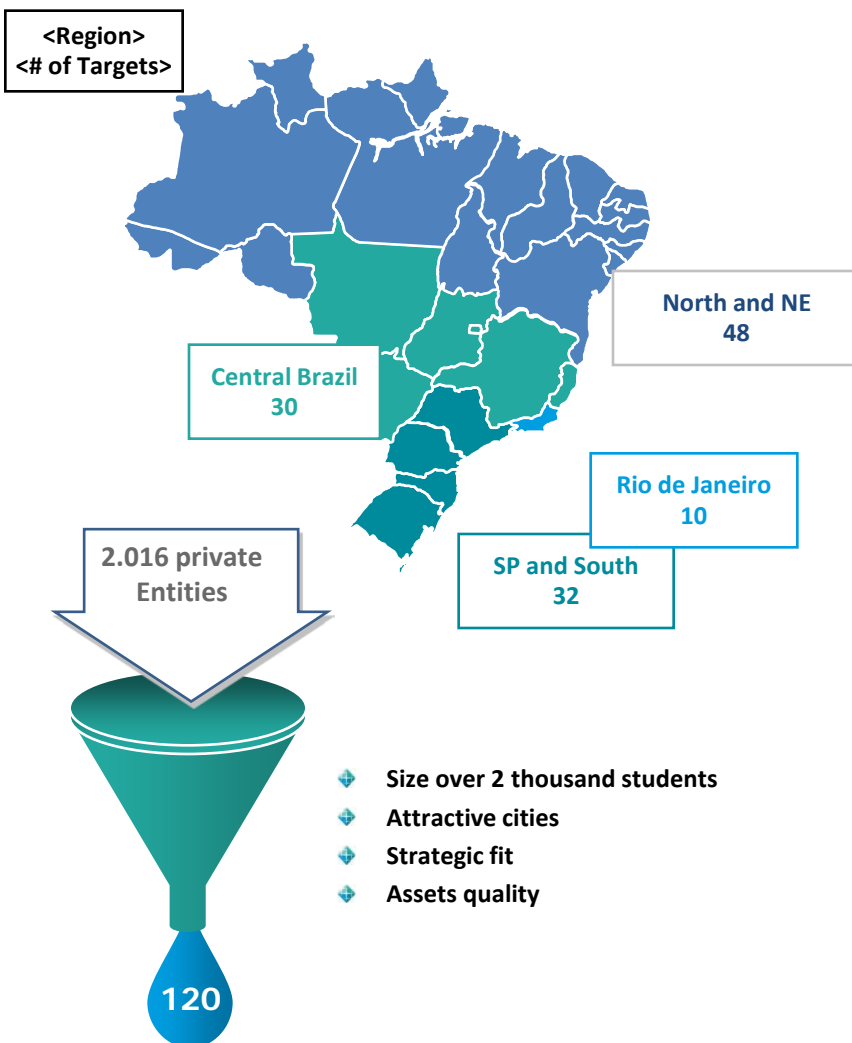 <Region>
<# of Targets>
North and NE
48
Central Brazil
30
Rio de Janeiro
10
SP and South
32
2.016 private
Entities
Size over 2 thousand students
Attractive cities
Strategic fit
Assets quality
120